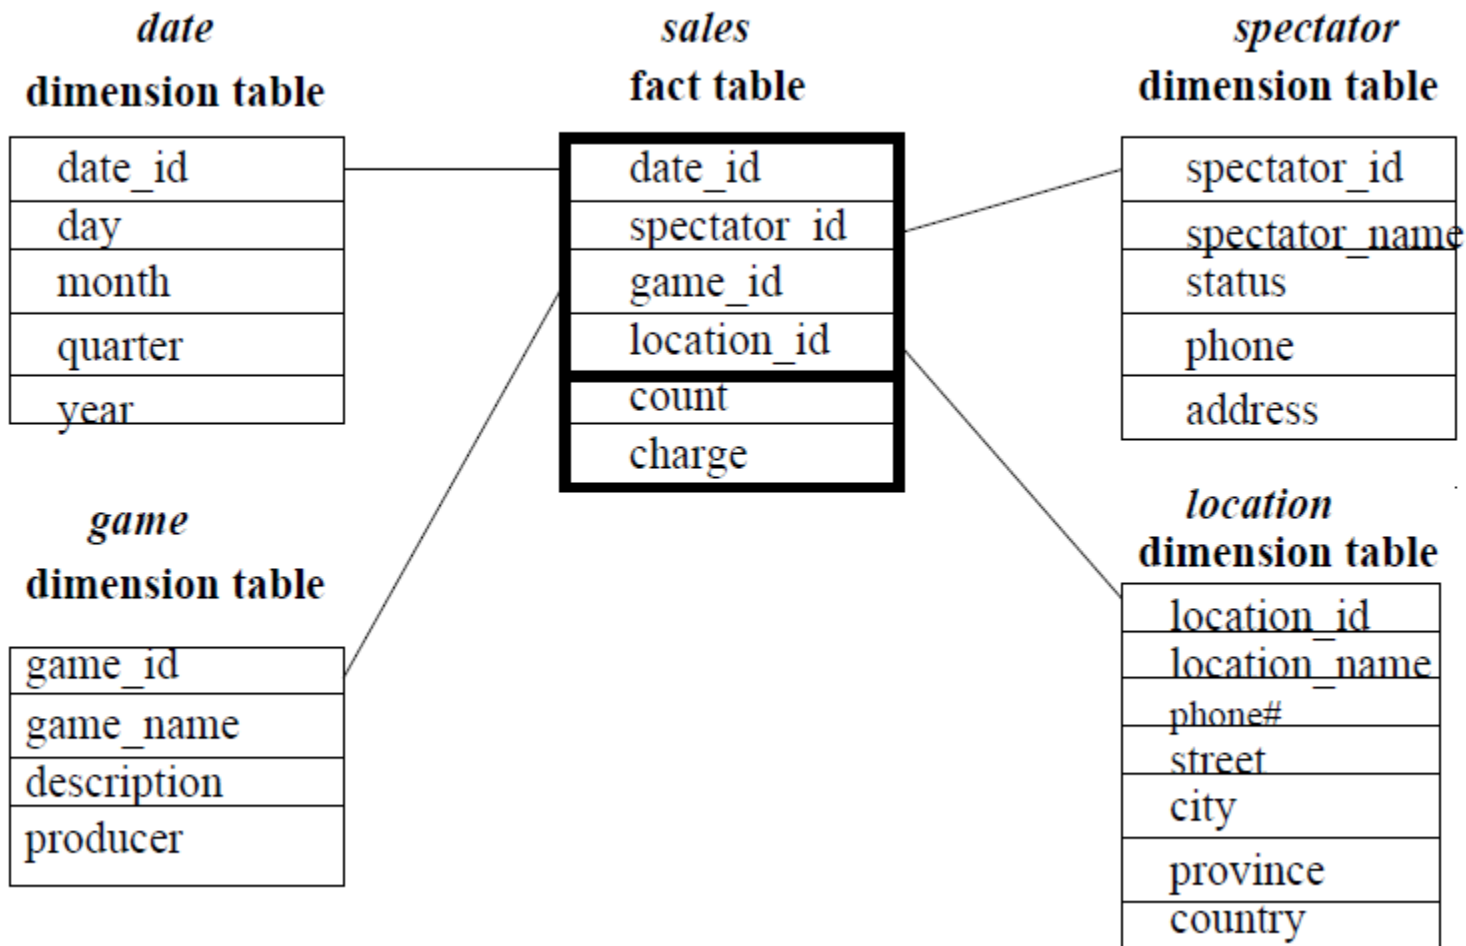 date
dimension table
date_id
day
month
quarter
year
sales
fact table
date_id
spectator_id
game_id
location_id
count
charge
spectator
dimension table
spectator_id
spectator_name
status
phone
address
game
dimension table
game_id
game_name
description
producer
location
dimension table
location_id
location_name
phone#
street
city
province
country